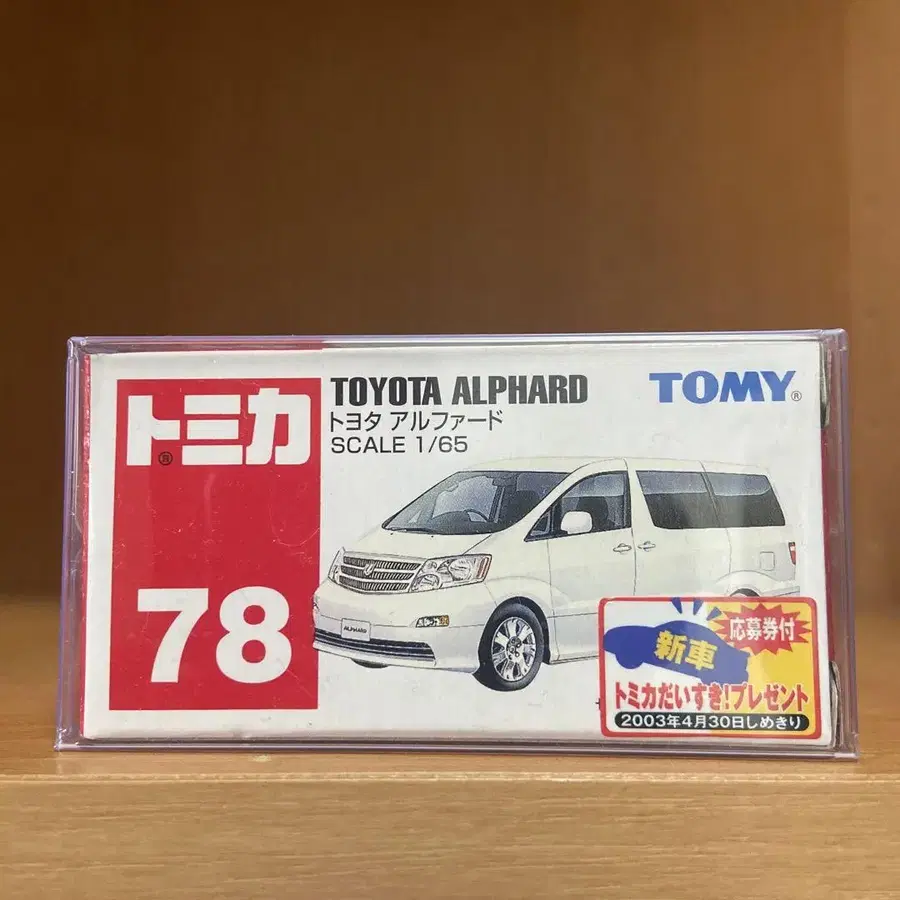 トミカ®
78
TOYOTA ALPHARD
トヨタ アルファード
SCALE 1/65
TOMY®
ALPHARD
新車
応募券付
トミカだいすき!プレゼント
2003年4月30日しめきり